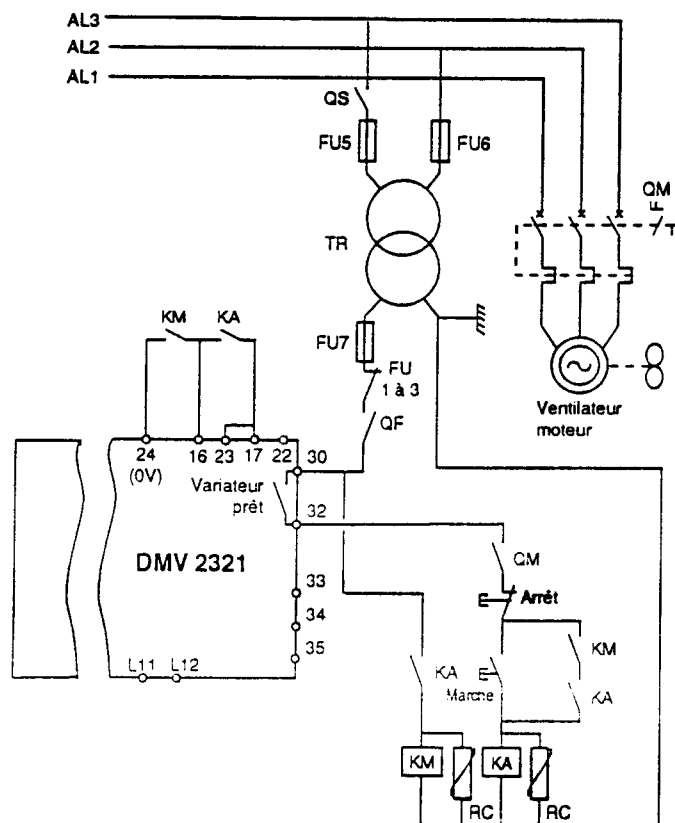 AL3
AL2
AL1
QS
FU5
FU6
QM
TR
KM
KA
FU7
FU
1 à 3
QF
Ventilateur
moteur
24
16
23
17
22
30
(0V)
Variateur
prêt
32
DMV 2321
QM
Arrêt
33
34
35
KM
L11
L12
KA
Marche
KA
KM
KA
RC
RC